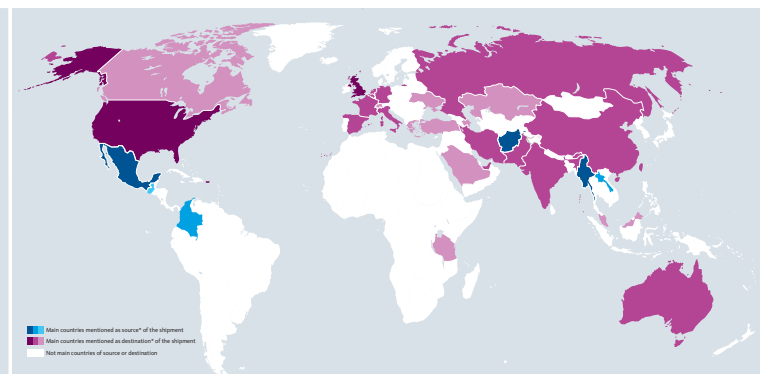 Main countries mentioned as source* of the shipment
Main countries mentioned as destination* of the shipment
Not main countries of source or destination